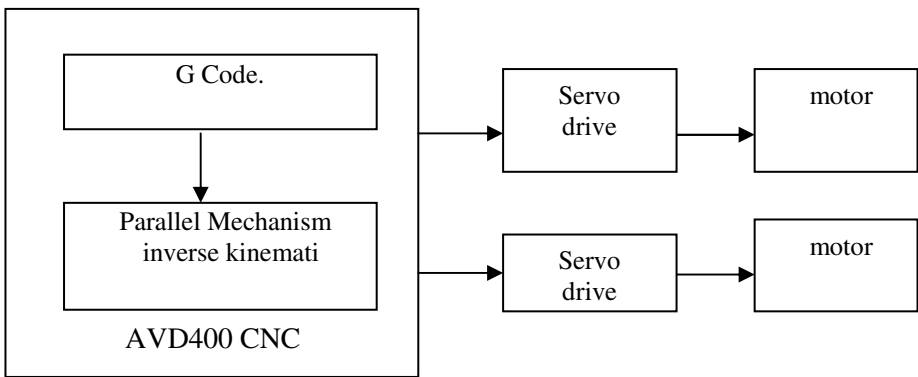 G Code.
Parallel Mechanism
inverse kinemati
AVD400 CNC
Servo
drive
motor
Servo
drive
motor